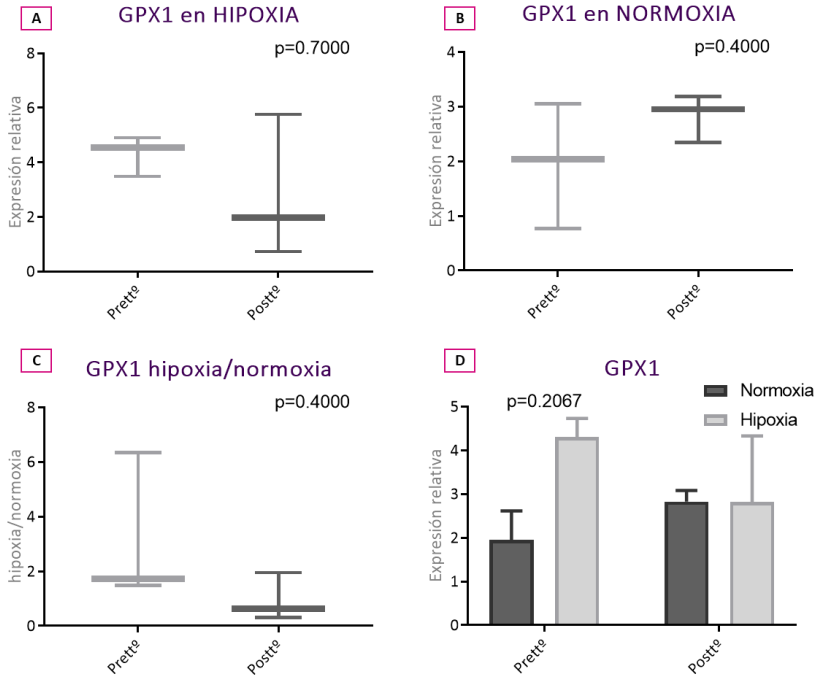 A
GPX1 en HIPOXIA
p=0.7000
Expresión relativa
8
6
4
2
0
Prettº
Posttº
B
GPX1 en NORMOXIA
p=0.4000
Expresión relativa
4
3
2
1
0
Prettº
Posttº
C
GPX1 hipoxia/normoxia
p=0.4000
hipoxia/normoxia
8
6
4
2
0
Prettº
Posttº
D
GPX1
Normoxia
Hipoxia
p=0.2067
Expresión relativa
5
4
3
2
1
0
Prettº
Posttº